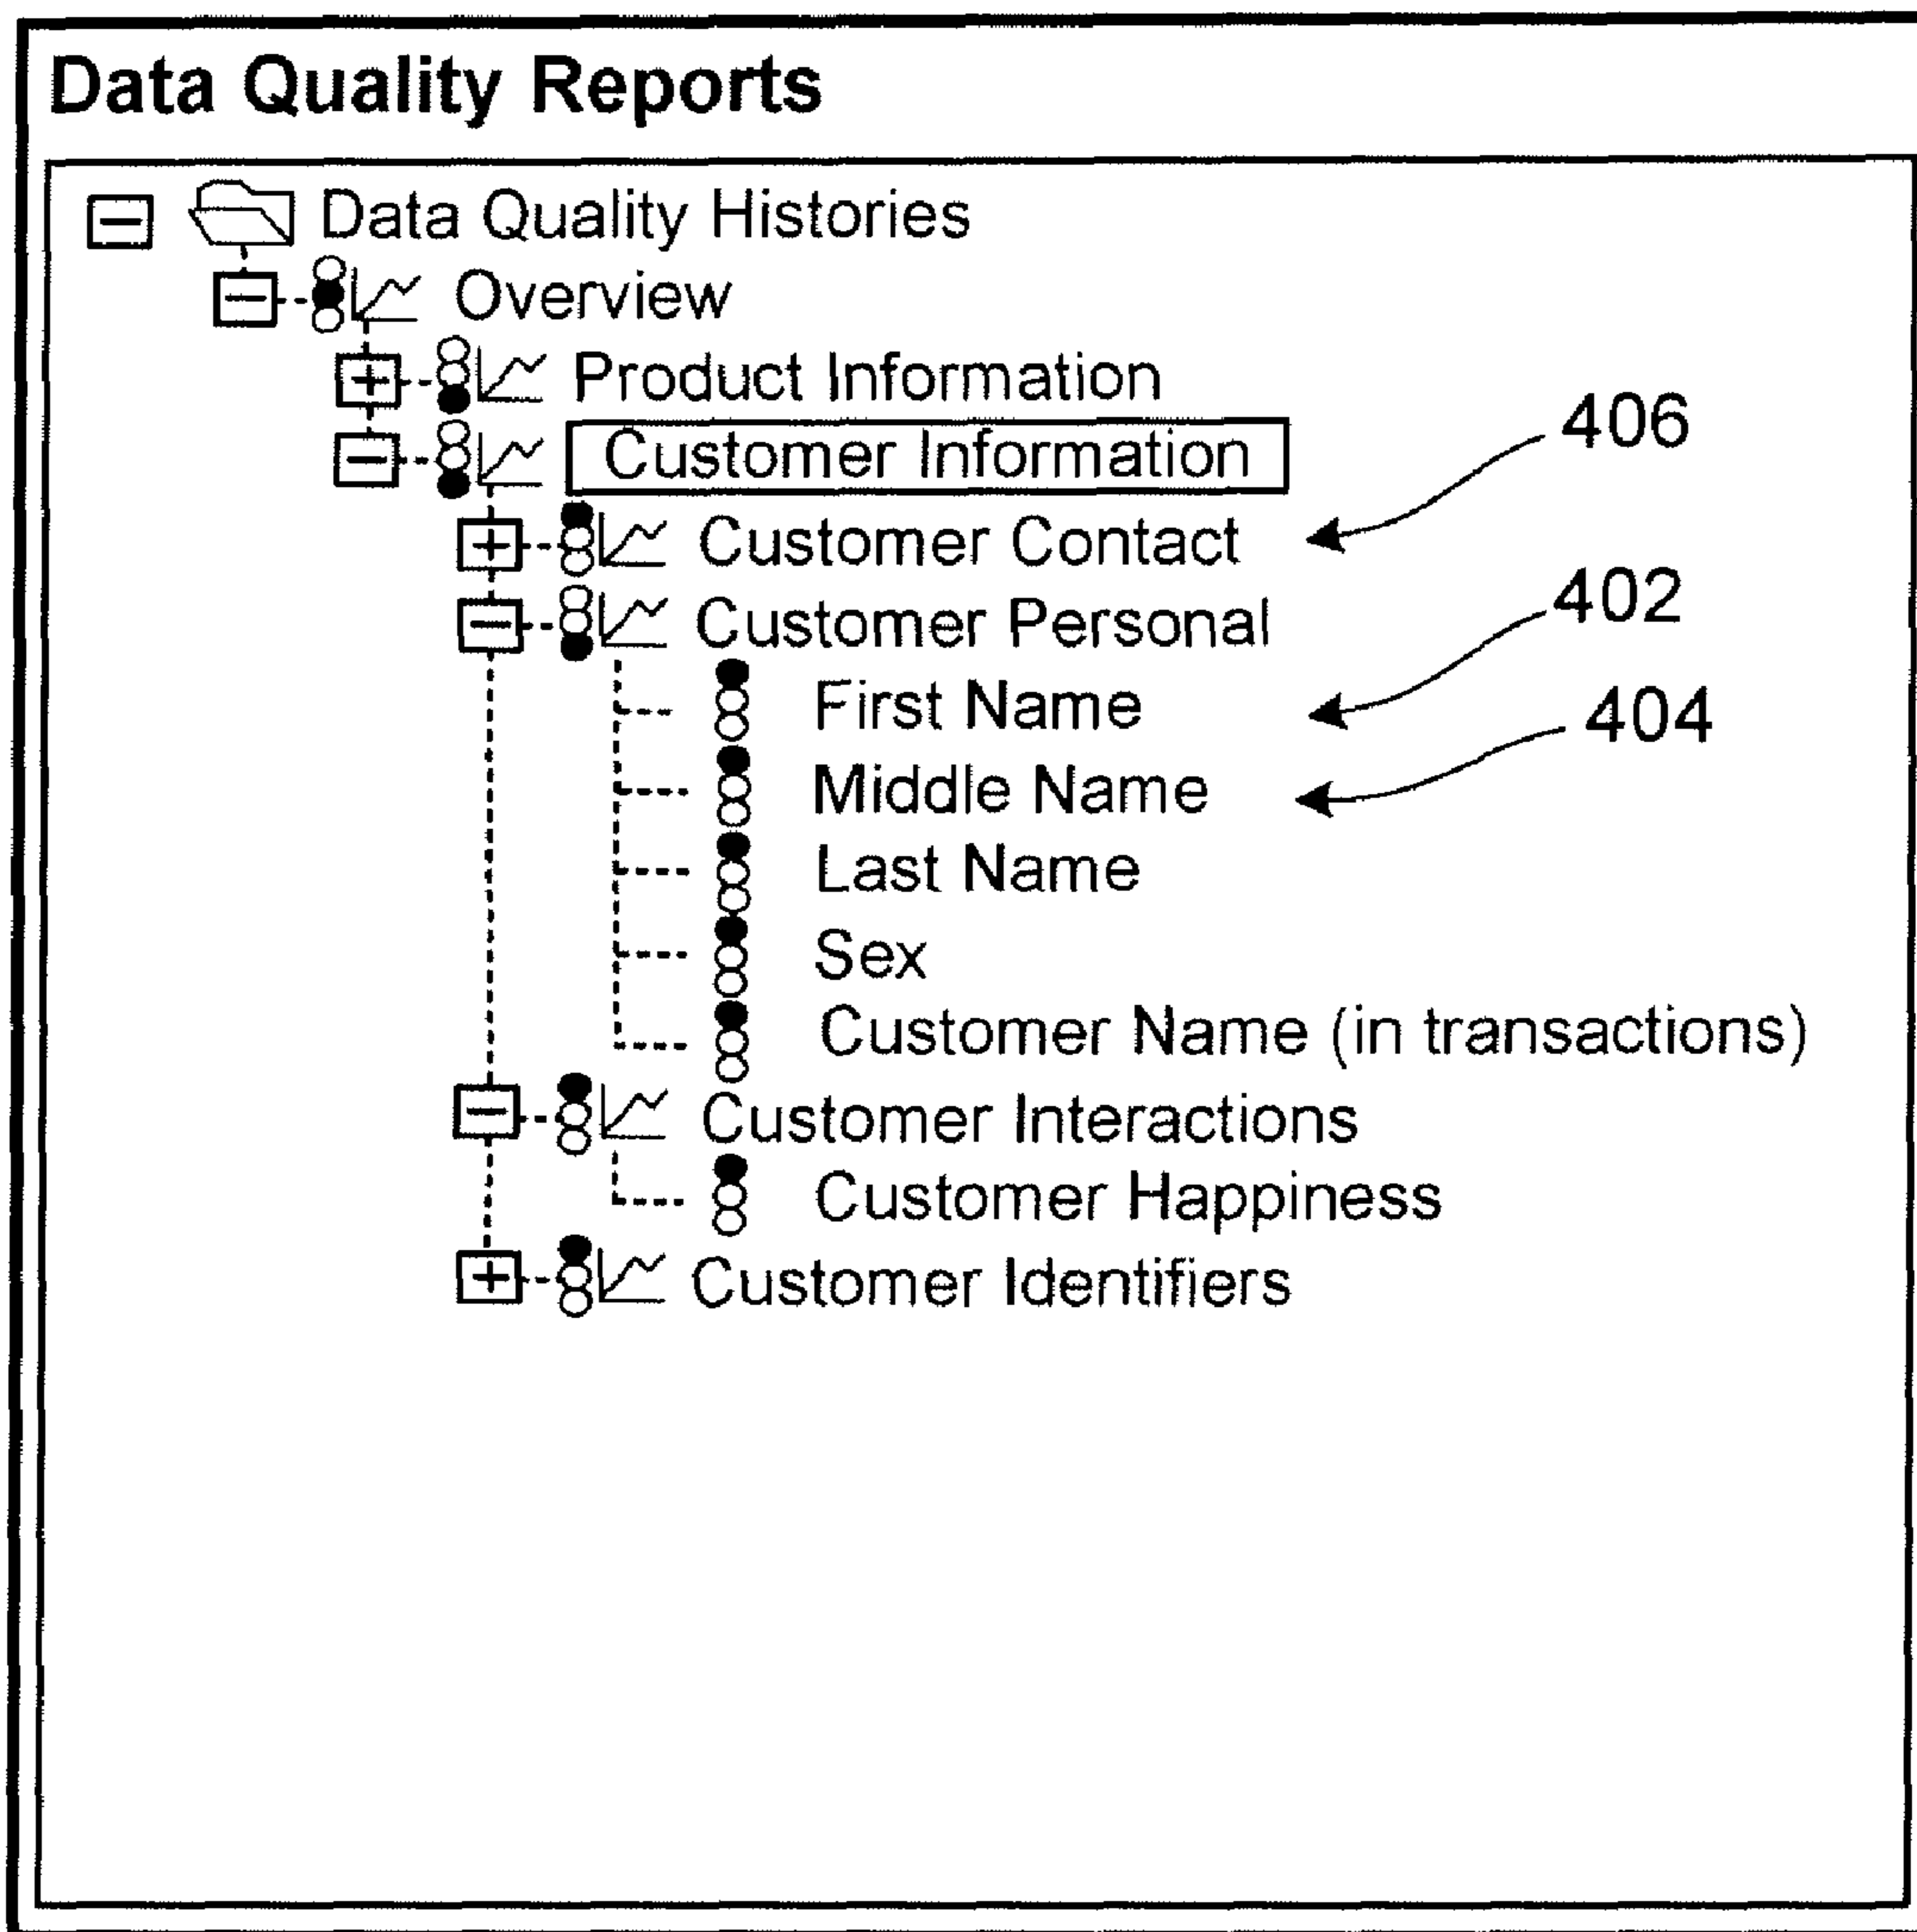 Data Quality Reports
Data Quality Histories
Overview
Product Information
Customer Information
406
Customer Contact
402
Customer Personal
First Name
404
Middle Name
Last Name
Sex
Customer Name (in transactions)
Customer Interactions
Customer Happiness
Customer Identifiers